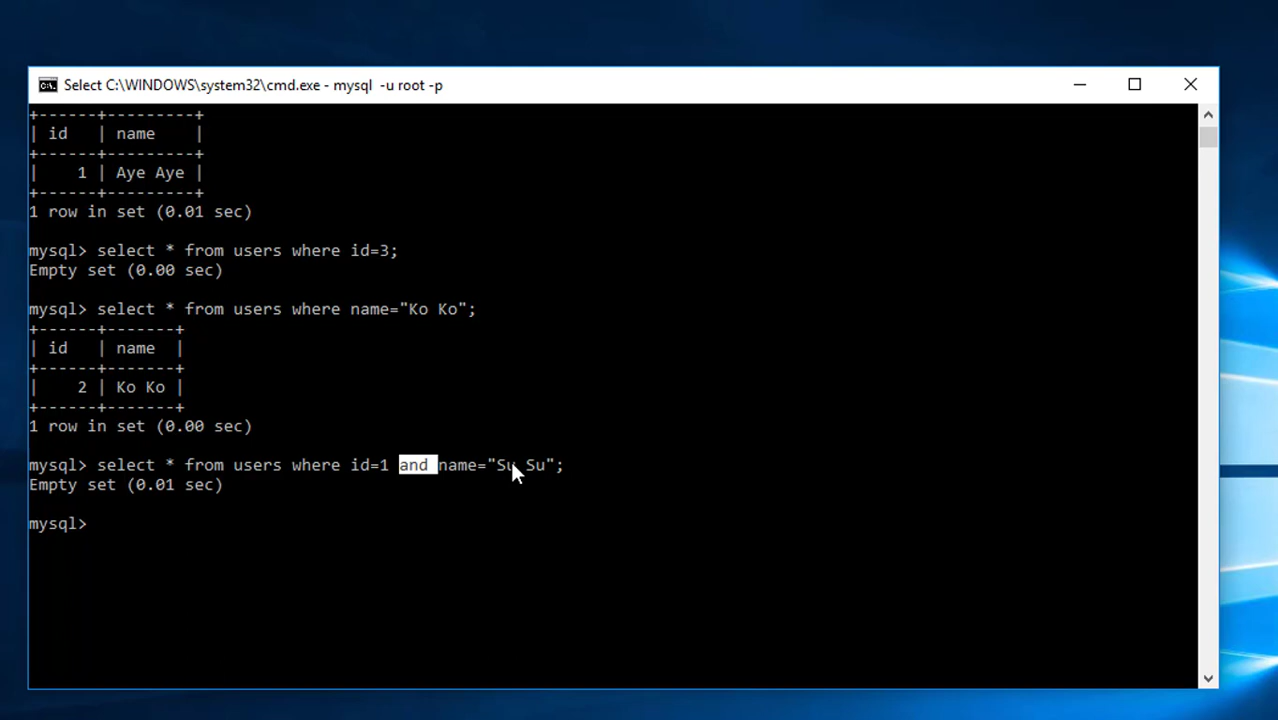 Select C:\WINDOWS\system32\cmd.exe - mysql  -u root -p
+------+---------+
| id   | name    |
+------+---------+
|    1 | Aye Aye |
+------+---------+
1 row in set (0.01 sec)
mysql> select * from users where id=3;
Empty set (0.00 sec)
mysql> select * from users where name="Ko Ko";
+------+-------+
| id   | name  |
+------+-------+
|    2 | Ko Ko |
+------+-------+
1 row in set (0.00 sec)
mysql> select * from users where id=1 and name="Su Su";
Empty set (0.01 sec)
mysql>